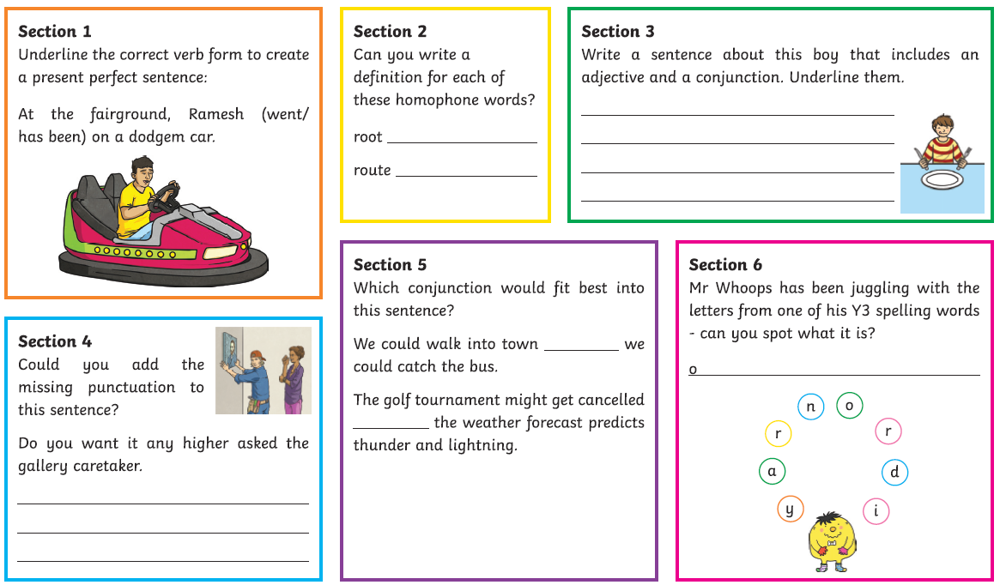 Section 1
Underline the correct verb form to create
a present perfect sentence:
At the fairground, Ramesh (went/
has been) on a dodgem car.
Section 2
Can you write a
definition for each of
these homophone words?
root
route
Section 3
Write a sentence about this boy that includes an
adjective and a conjunction. Underline them.
Section 4
Could you add the
missing punctuation to
this sentence?
Do you want it any higher asked the
gallery caretaker.
Section 5
Which conjunction would fit best into
this sentence?
We could walk into town ________ we
could catch the bus.
The golf tournament might get cancelled
________ the weather forecast predicts
thunder and lightning.
Section 6
Mr Whoops has been juggling with the
letters from one of his Y3 spelling words
- can you spot what it is?
o
n o
r r
a d
y i